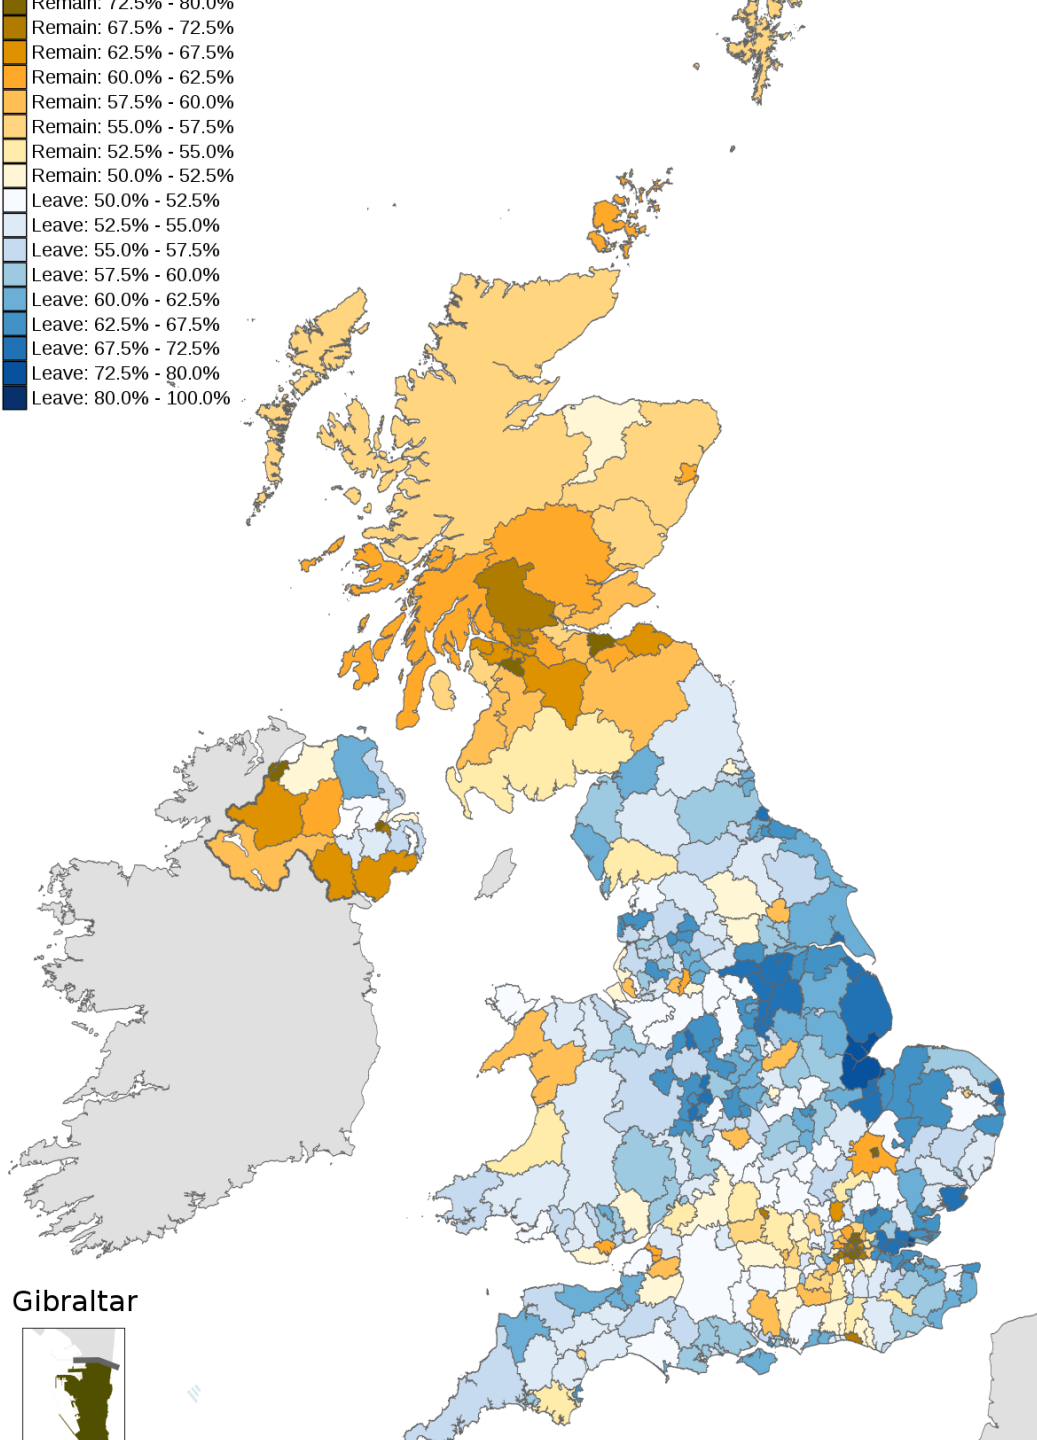 Remain: 72.5% - 80.0%
Remain: 67.5% - 72.5%
Remain: 62.5% - 67.5%
Remain: 60.0% - 62.5%
Remain: 57.5% - 60.0%
Remain: 55.0% - 57.5%
Remain: 52.5% - 55.0%
Remain: 50.0% - 52.5%
Leave: 50.0% - 52.5%
Leave: 52.5% - 55.0%
Leave: 55.0% - 57.5%
Leave: 57.5% - 60.0%
Leave: 60.0% - 62.5%
Leave: 62.5% - 67.5%
Leave: 67.5% - 72.5%
Leave: 72.5% - 80.0%
Leave: 80.0% - 100.0%
Gibraltar